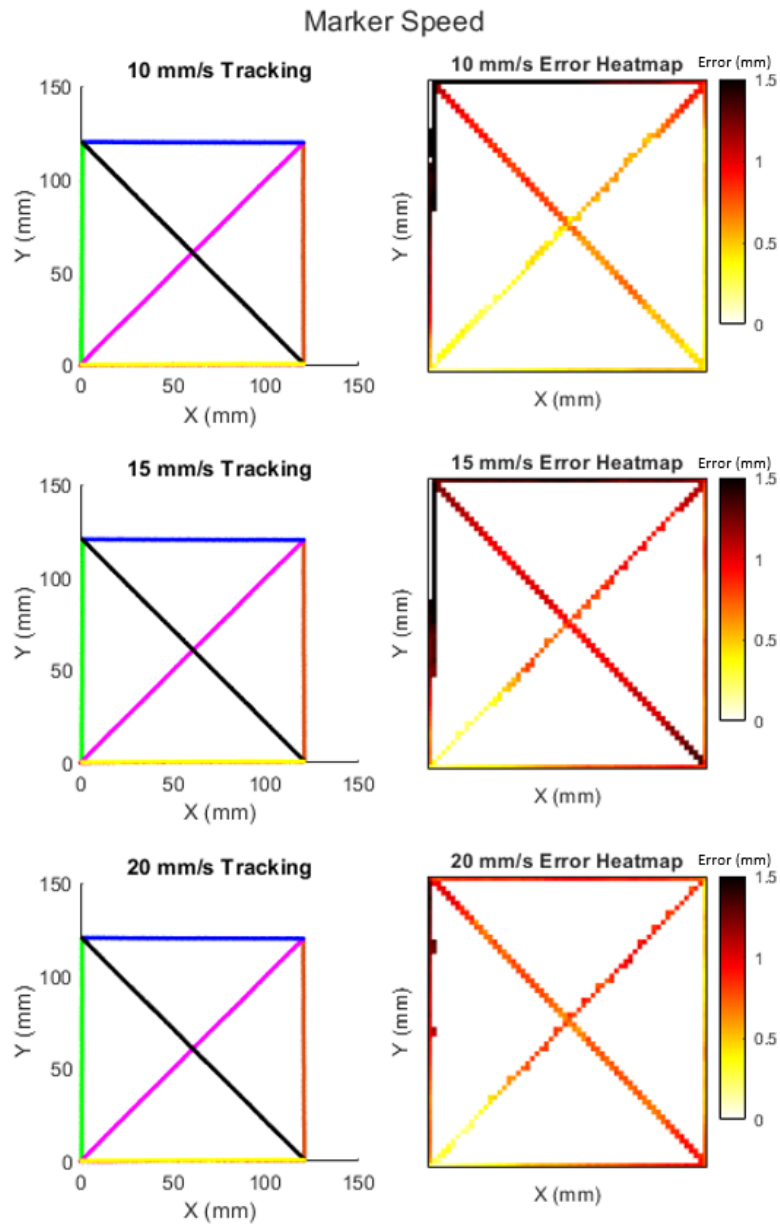 Marker Speed
10 mm/s Tracking
150
100
50
0
Y (mm)
0 50 100 150
X (mm)
10 mm/s Error Heatmap
Y (mm)
X (mm)
Error (mm)
1.5
1
0.5
0
15 mm/s Tracking
150
100
50
0
Y (mm)
0 50 100 150
X (mm)
15 mm/s Error Heatmap
Y (mm)
X (mm)
Error (mm)
1.5
1
0.5
0
20 mm/s Tracking
150
100
50
0
Y (mm)
0 50 100 150
X (mm)
20 mm/s Error Heatmap
Y (mm)
X (mm)
Error (mm)
1.5
1
0.5
0